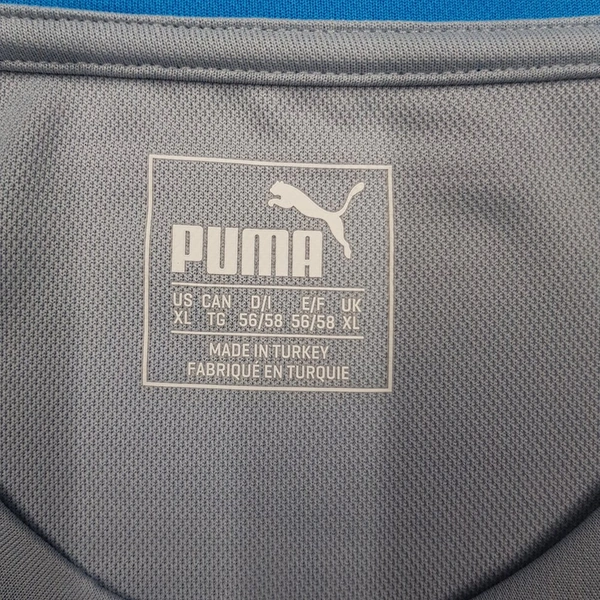 PUMA
US CAN D/I E/F UK
XL TG 56/58 56/58 XL
MADE IN TURKEY
FABRIQUÉ EN TURQUIE